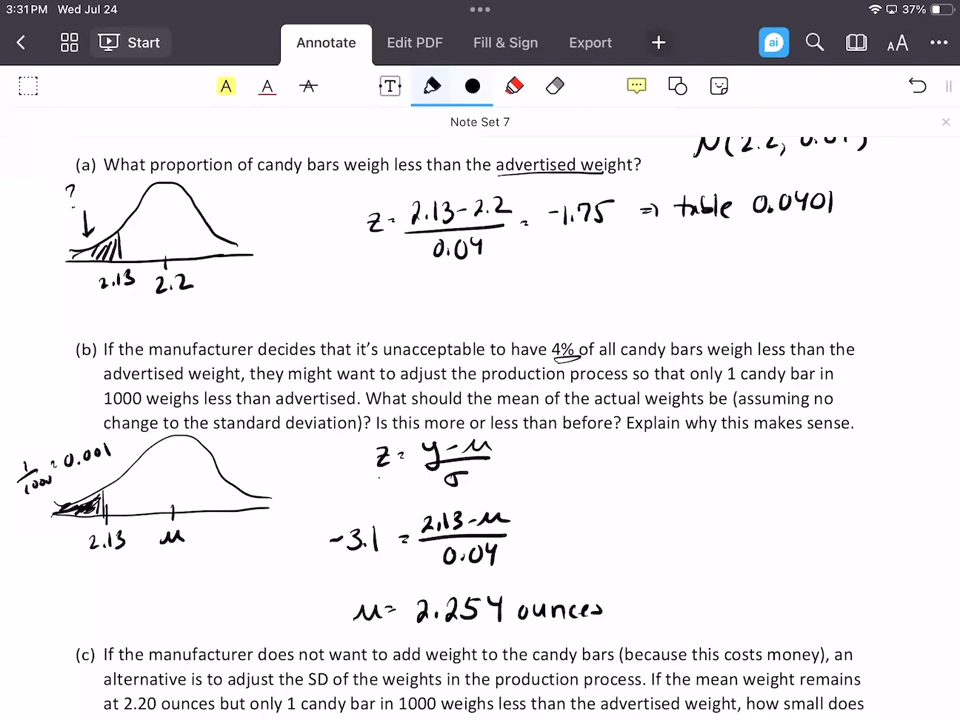 3:31 PM Wed Jul 24
37%
Start
Annotate
Edit PDF
Fill & Sign
Export
ai
AA
A A A
T
Note Set 7
N(2.2, 0.04)
(a) What proportion of candy bars weigh less than the advertised weight?
?
2.13 2.2
z = 2.13-2.2 / 0.04 = -1.75 ⇒ table 0.0401
(b) If the manufacturer decides that it's unacceptable to have 4% of all candy bars weigh less than the
advertised weight, they might want to adjust the production process so that only 1 candy bar in
1000 weighs less than advertised. What should the mean of the actual weights be (assuming no
change to the standard deviation)? Is this more or less than before? Explain why this makes sense.
1/1000 = 0.001
2.13 μ
z = y-μ / σ
-3.1 = 2.13-μ / 0.04
μ = 2.254 ounces
(c) If the manufacturer does not want to add weight to the candy bars (because this costs money), an
alternative is to adjust the SD of the weights in the production process. If the mean weight remains
at 2.20 ounces but only 1 candy bar in 1000 weighs less than the advertised weight, how small does